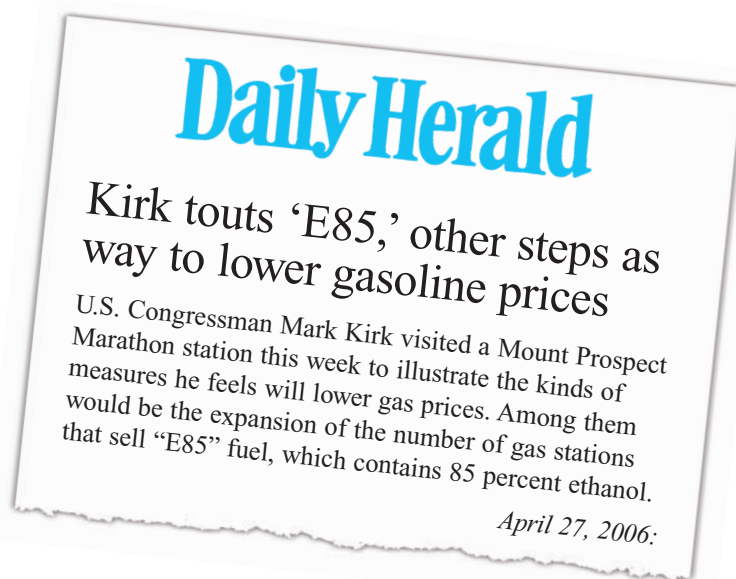 Daily Herald
Kirk touts ‘E85,’ other steps as
way to lower gasoline prices
U.S. Congressman Mark Kirk visited a Mount Prospect
Marathon station this week to illustrate the kinds of
measures he feels will lower gas prices. Among them
would be the expansion of the number of gas stations
that sell “E85” fuel, which contains 85 percent ethanol.
April 27, 2006: